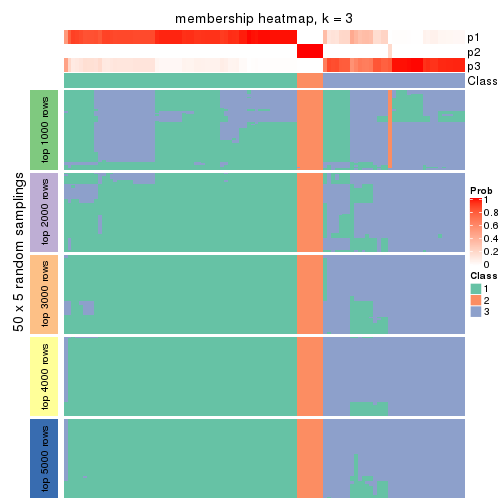 membership heatmap, k = 3
p1
p2
p3
Class
50 x 5 random samplings
top 1000 rows
top 2000 rows
top 3000 rows
top 4000 rows
top 5000 rows
Prob
1
0.8
0.6
0.4
0.2
0
Class
1
2
3